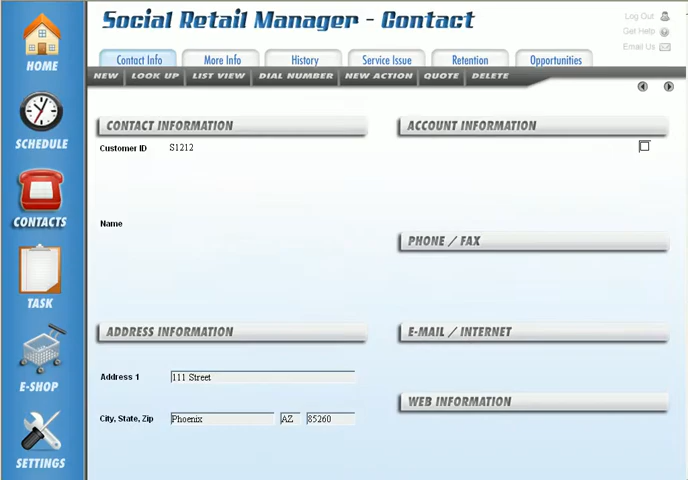 Social Retail Manager - Contact
Log Out
Get Help
Email Us
Contact Info More Info History Service Issue Retention Opportunities
NEW LOOK UP LIST VIEW DIAL NUMBER NEW ACTION QUOTE DELETE
HOME
SCHEDULE
CONTACTS
TASK
E-SHOP
SETTINGS
CONTACT INFORMATION
Customer ID S1212
Name
ADDRESS INFORMATION
Address 1 111 Street
City, State, Zip Phoenix AZ 85260
ACCOUNT INFORMATION
PHONE / FAX
E-MAIL / INTERNET
WEB INFORMATION